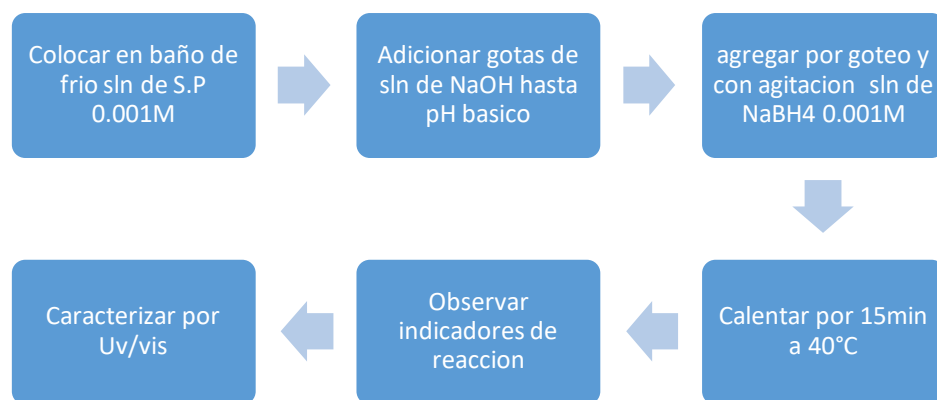 Colocar en baño de
frio sln de S.P
0.001M
Adicionar gotas de
sln de NaOH hasta
pH basico
agregar por goteo y
con agitacion sln de
NaBH4 0.001M
Calentar por 15min
a 40°C
Observar
indicadores de
reaccion
Caracterizar por
Uv/vis